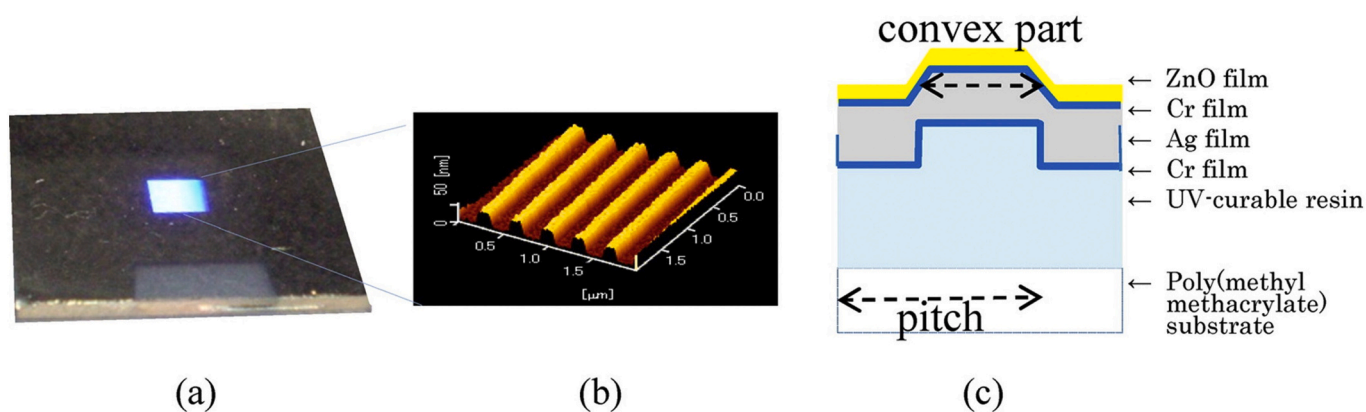 convex part
ZnO film
Cr film
Ag film
Cr film
UV-curable resin
Poly(methyl
methacrylate)
substrate
pitch
50 [nm]
0
0.5
1.0
1.5
[µm]
0.0
0.5
1.0
1.5
(a)
(b)
(c)